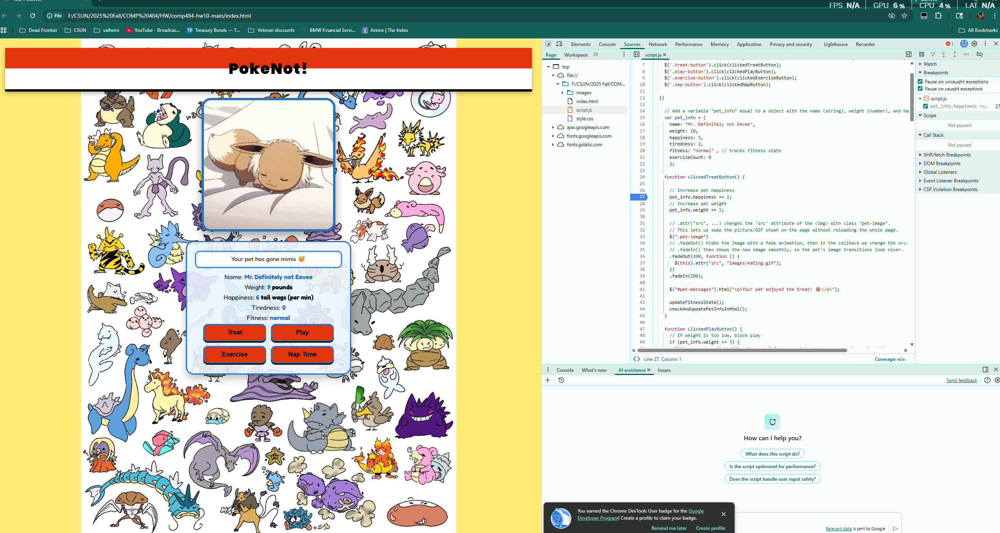 FPS N/A GPU 6 % CPU 4 % LAT N/A
File F:/CSUN/2025%20Fall/COMP%20484/HW/comp484-hw10-main/index.html
Dead Frontier CSUN valheim YouTube - Broadcas... TD Treasury Bonds — T... Veteran discounts BMW Financial Servi... Anime | The Index All Bookmarks
PokeNot!
Your pet has gone mimis 😴
Name: Mr. Definitely not Eevee
Weight: 9 pounds
Happiness: 6 tail wags (per min)
Tiredness: 0
Fitness: normal
Treat Play
Exercise Nap Time
Elements Console Sources Network Performance Memory Application Privacy and security Lighthouse Recorder 1
Page Workspace
top
file://
F:/CSUN/2025 Fall/COM...
images
index.html
script.js
style.css
ajax.googleapis.com
fonts.googleapis.com
fonts.gstatic.com
script.js
7 $('.treat-button').click(clickedTreatButton);
8 $('.play-button').click(clickedPlayButton);
9 $('.exercise-button').click(clickedExerciseButton);
10 $('.nap-button').click(clickedNapButton);
11
12 })
13
14 // Add a variable "pet_info" equal to a object with the name (string), weight (number), and ha
15 var pet_info = {
16 name: "Mr. Definitely not Eevee",
17 weight: 10,
18 happiness: 5,
19 tiredness: 2,
20 fitness: "normal" , // tracks fitness state
21 exerciseCount: 0
22 };
23
24 function clickedTreatButton() {
25
26 // Increase pet happiness
27 pet_info.happiness += 2;
28 // Increase pet weight
29 pet_info.weight += 1;
30
31 // .attr("src", ...) changes the 'src' attribute of the <img> with class "pet-image".
32 // This lets us swap the picture/GIF shown on the page without reloading the whole page.
33 $(".pet-image")
34 // .fadeOut() hides the image with a fade animation, then in the callback we change the src.
35 // .fadeIn() then shows the new image smoothly, so the pet's image transitions look nicer.
36 .fadeOut(200, function () {
37 $(this).attr("src", "images/eating.gif");
38 })
39 .fadeIn(200);
40
41 $("#pet-messages").html("<p>Your pet enjoyed the treat! 🍪</p>");
42
43 updateFitnessState();
44 checkAndUpdatePetInfoInHtml();
45 }
46
47 function clickedPlayButton() {
48 // If weight is too low, block play
49 if (pet_info.weight <= 3) {
{} Line 27, Column 1 Coverage: n/a
Watch
Breakpoints
Pause on uncaught exceptions
Pause on caught exceptions
script.js
pet_info.happiness +=... 27
Scope
Not paused
Call Stack
Not paused
XHR/fetch Breakpoints
DOM Breakpoints
Global Listeners
Event Listener Breakpoints
CSP Violation Breakpoints
Console What's new AI assistance Issues
Send feedback
How can I help you?
What does this script do?
Is the script optimized for performance?
Does the script handle user input safely?
You earned the Chrome DevTools User badge for the Google
Developer Program! Create a profile to claim your badge.
Remind me later Create profile
Relevant data is sent to Google